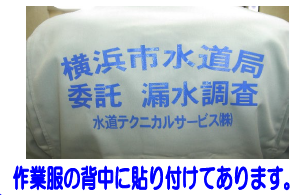 横浜市水道局
委託 漏水調査
水道テクニカルサービス㈱
作業服の背中に貼り付けてあります。